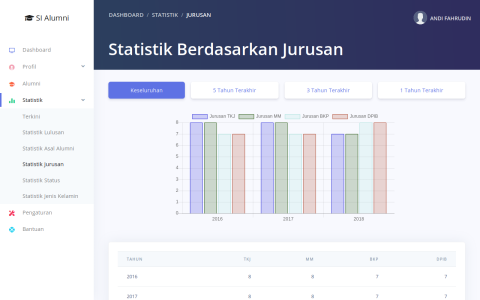 SI Alumni
DASHBOARD / STATISTIK / JURUSAN
ANDI FAHRUDIN
Statistik Berdasarkan Jurusan
Dashboard
Profil
Alumni
Statistik
Terkini
Statistik Lulusan
Statistik Asal Alumni
Statistik Jurusan
Statistik Status
Statistik Jenis Kelamin
Pengaturan
Bantuan
Keseluruhan
5 Tahun Terakhir
3 Tahun Terakhir
1 Tahun Terakhir
Jurusan TKJ Jurusan MM Jurusan BKP Jurusan DPIB
8
7
6
5
4
3
2
1
0
2016 2017 2018
TAHUN TKJ MM BKP DPIB
2016 8 8 7 7
2017 8 8 7 7